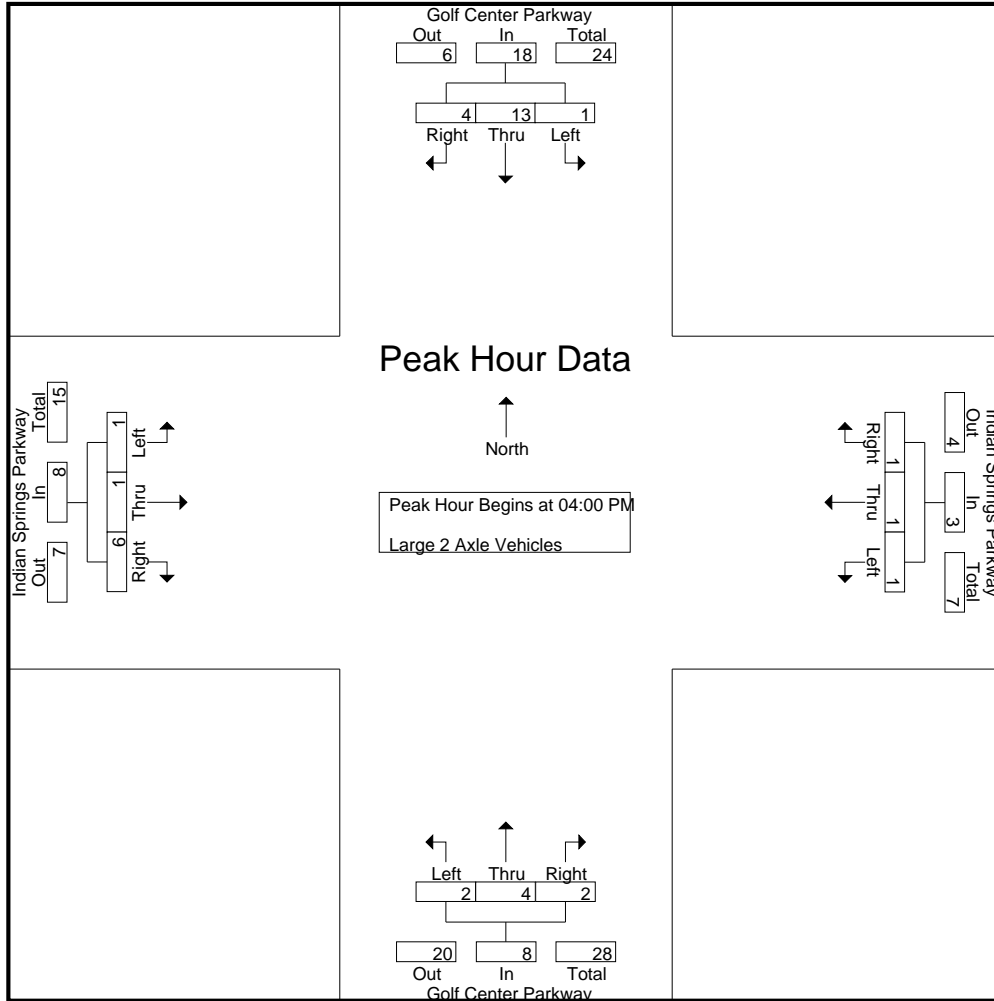 Golf Center Parkway
Out In Total
6 18 24
4 13 1
Right Thru Left
Peak Hour Data
North
Peak Hour Begins at 04:00 PM
Large 2 Axle Vehicles
Indian Springs Parkway
Out In Total
7 8 15
6 1 1
Right Thru Left
Indian Springs Parkway
Out In Total
4 3 7
1 1 1
Right Thru Left
Left Thru Right
2 4 2
20 8 28
Out In Total
Golf Center Parkway